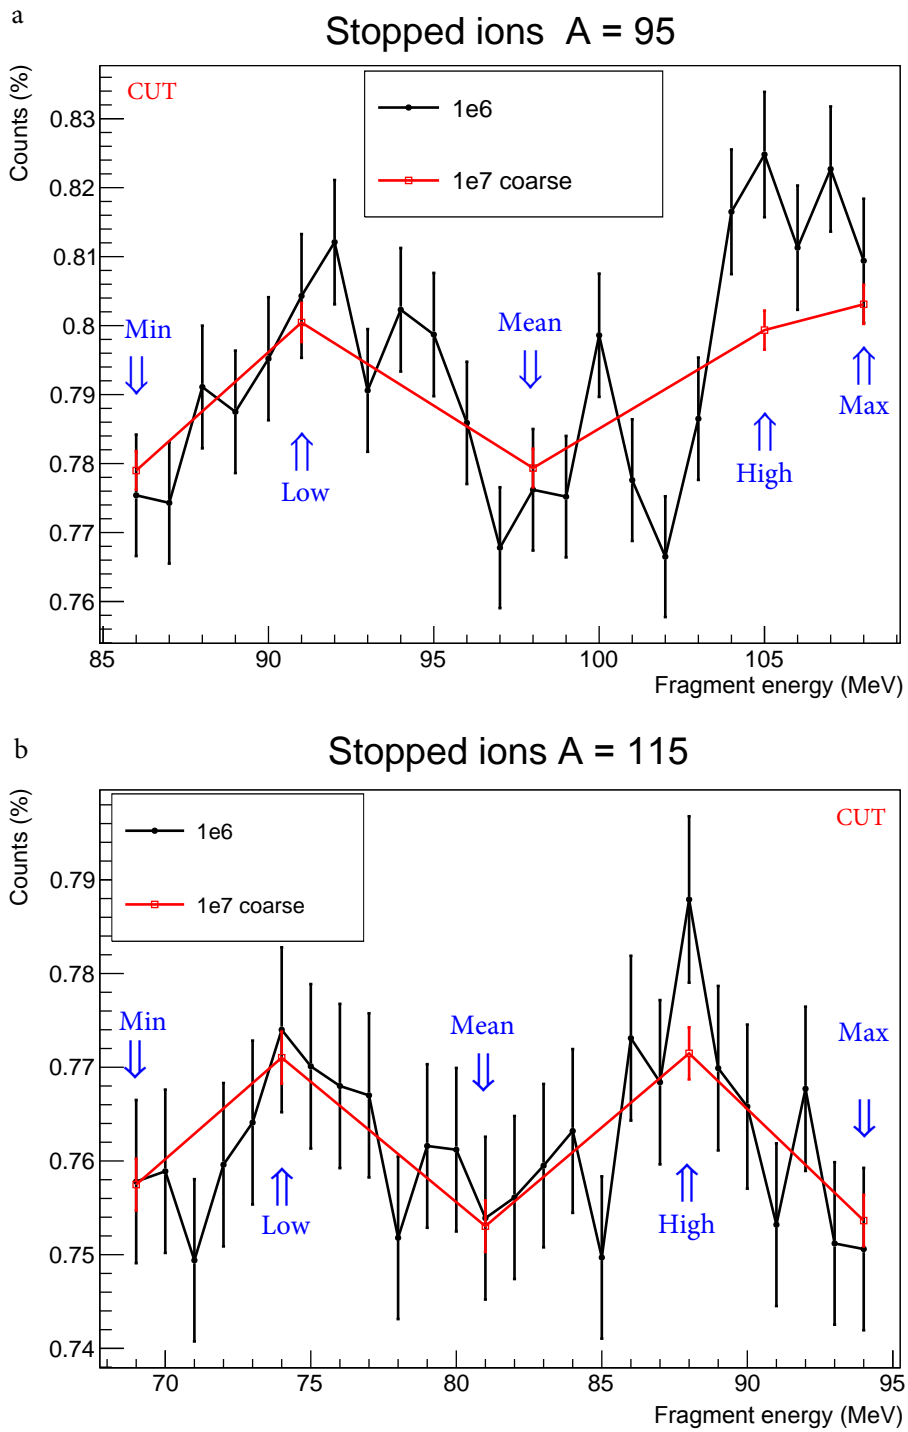 a
Stopped ions A = 95
Counts (%)
CUT
1e6
1e7 coarse
0.83
0.82
0.81
0.8
0.79
0.78
0.77
0.76
Min
Low
Mean
High
Max
85 90 95 100 105
Fragment energy (MeV)
b
Stopped ions A = 115
Counts (%)
1e6
1e7 coarse
CUT
0.79
0.78
0.77
0.76
0.75
0.74
Min
Low
Mean
High
Max
70 75 80 85 90 95
Fragment energy (MeV)